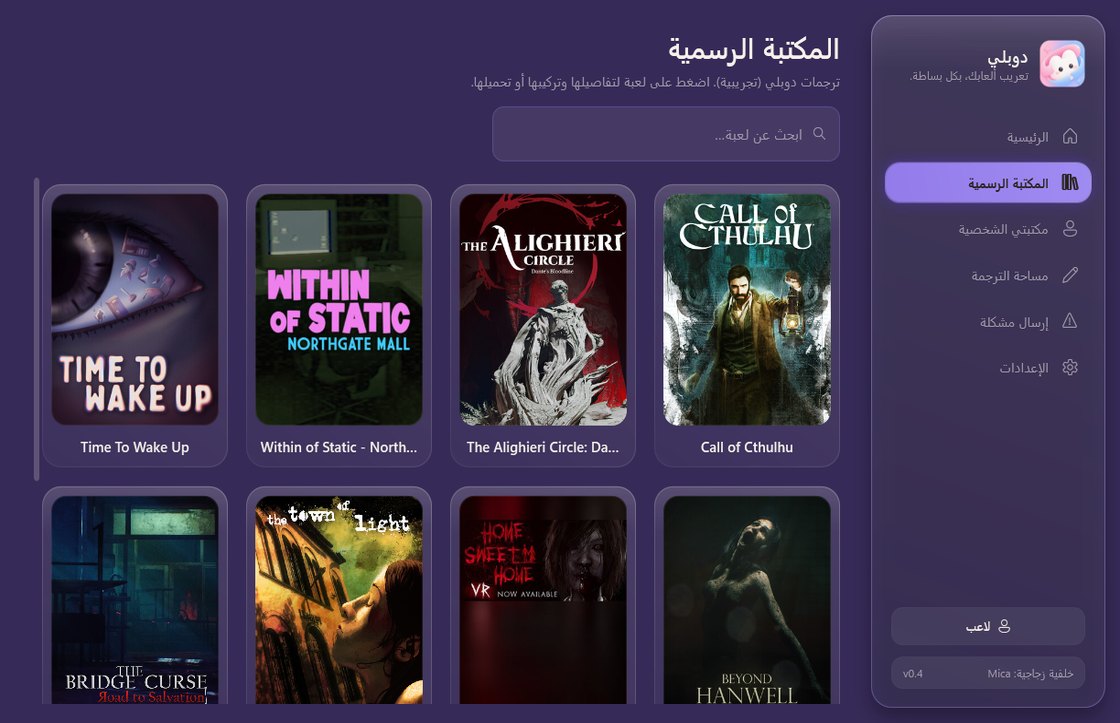 دوبلي
تعريب ألعابك، بكل بساطة.
الرئيسية
المكتبة الرسمية
مكتبتي الشخصية
مساحة الترجمة
إرسال مشكلة
الإعدادات
لاعب
خلفية زجاجية: Mica
v0.4
المكتبة الرسمية
ترجمات دوبلي (تجريبية). اضغط على لعبة لتفاصيلها وتركيبها أو تحميلها.
ابحث عن لعبة...
CALL of
CTHULHU
Call of Cthulhu
THE ALIGHIERI
CIRCLE
Dante's Bloodline
The Alighieri Circle: Da...
WITHIN
OF STATIC
NORTHGATE MALL
Within of Static - North...
TIME TO
WAKE UP
Time To Wake Up
BEYOND
HANWELL
HOME
SWEET
HOME
VR NOW AVAILABLE
the town of light
THE
BRIDGE CURSE
Road to Salvation